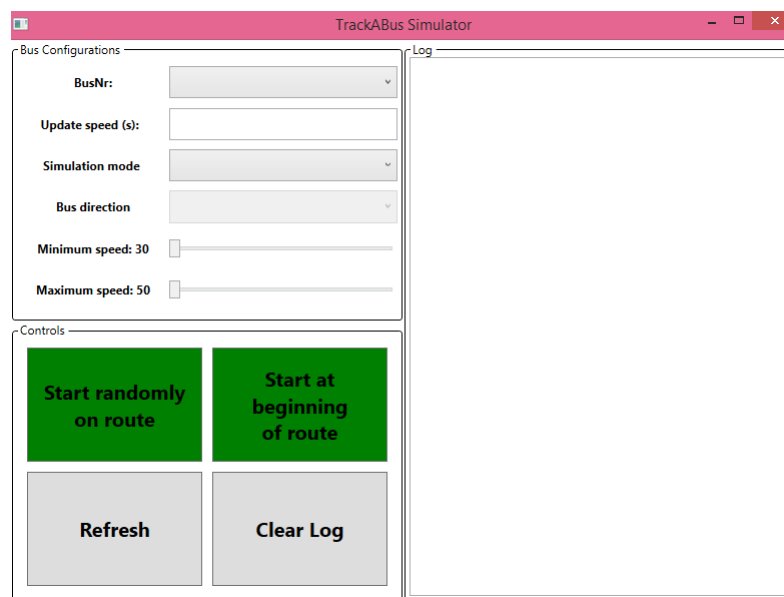 TrackABus Simulator
Bus Configurations
BusNr:
Update speed (s):
Simulation mode
Bus direction
Minimum speed: 30
Maximum speed: 50
Controls
Start randomly
on route
Start at
beginning
of route
Refresh
Clear Log
Log